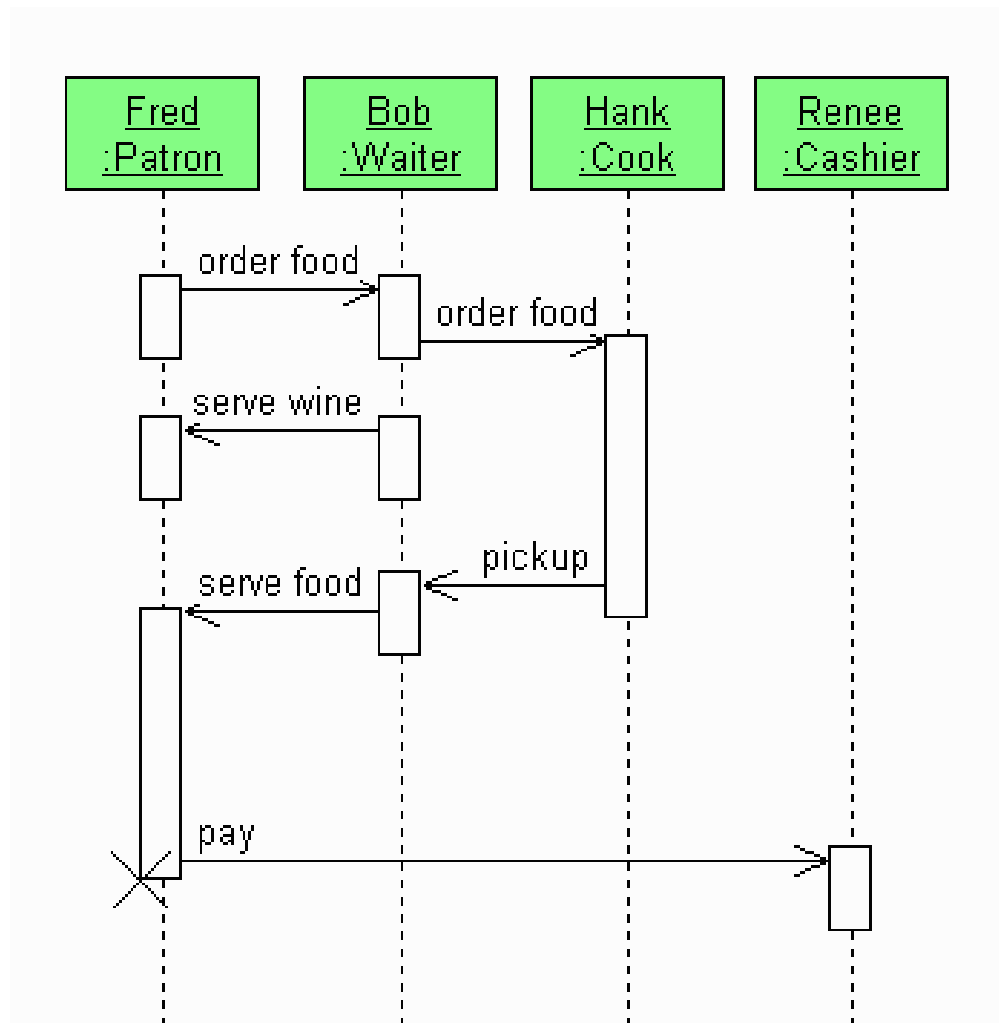 Fred
:Patron
Bob
:Waiter
Hank
:Cook
Renee
:Cashier
order food
order food
serve wine
pickup
serve food
pay